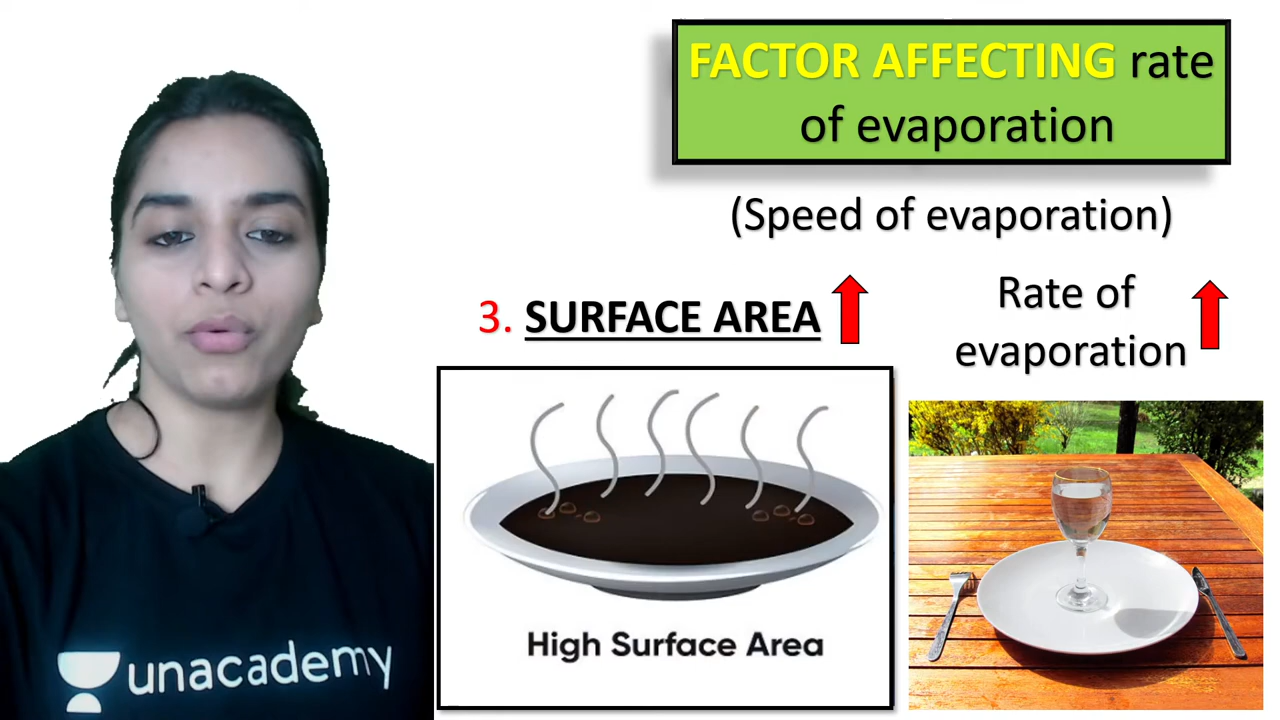 FACTOR AFFECTING rate
of evaporation
(Speed of evaporation)
3. SURFACE AREA
Rate of
evaporation
High Surface Area
unacademy